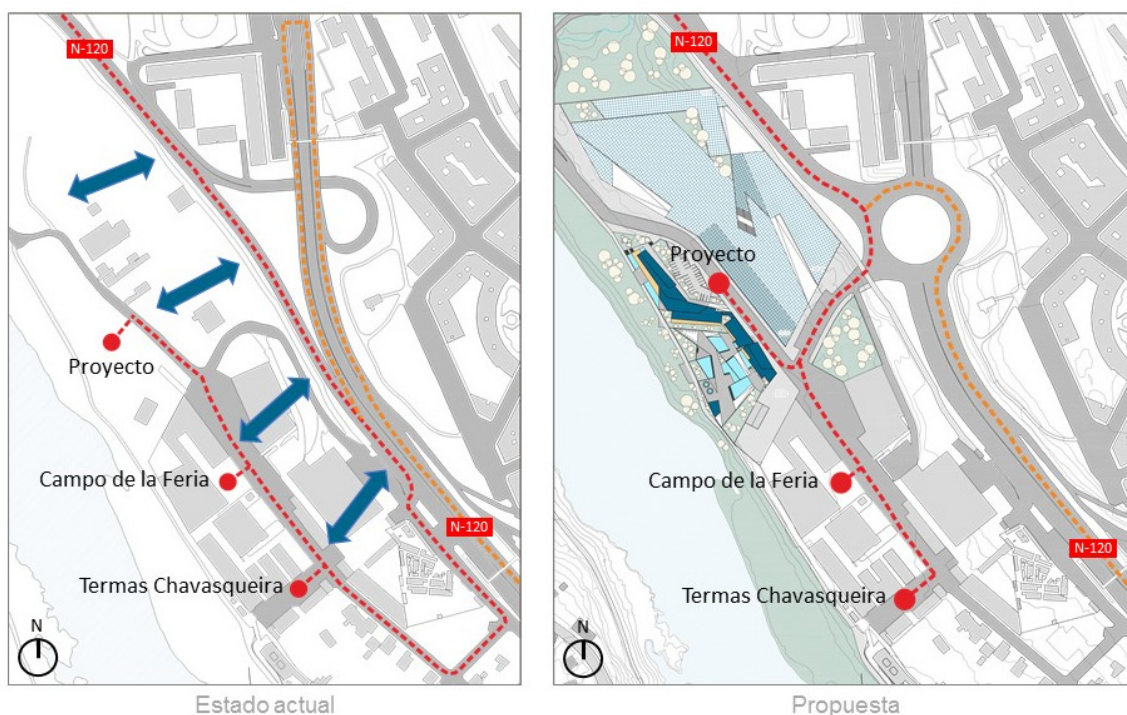 N-120
Proyecto
Campo de la Feria
N-120
Termas Chavasqueira
N
Estado actual
N-120
Proyecto
Campo de la Feria
N-120
Termas Chavasqueira
N
Propuesta